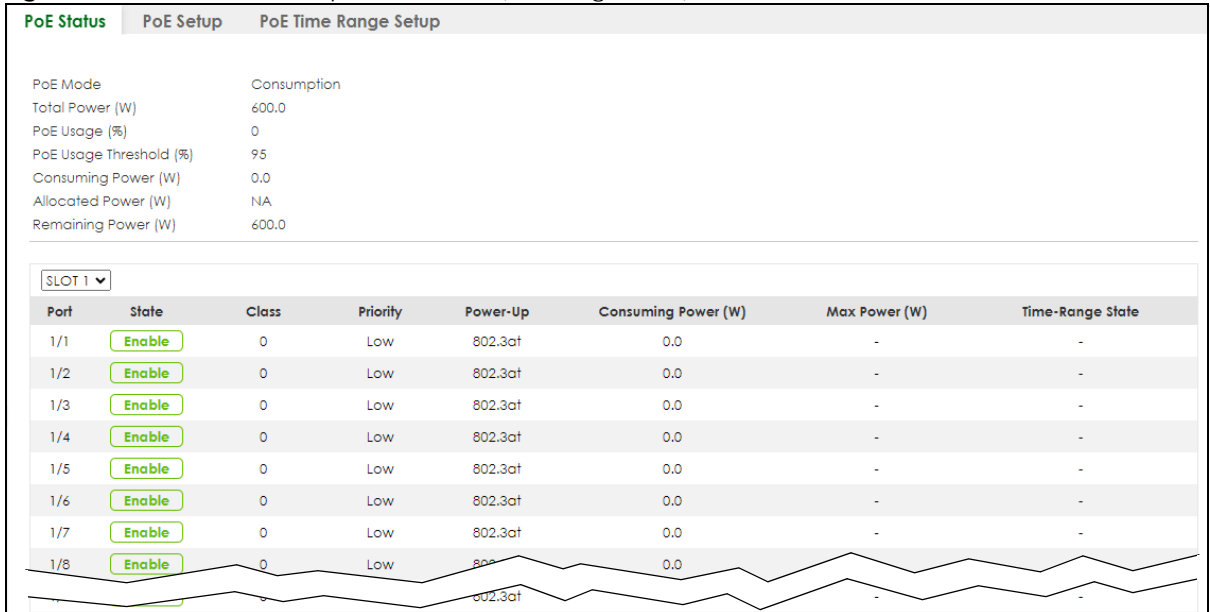 PoE Status PoE Setup PoE Time Range Setup
PoE Mode Consumption
Total Power (W) 600.0
PoE Usage (%) 0
PoE Usage Threshold (%) 95
Consuming Power (W) 0.0
Allocated Power (W) NA
Remaining Power (W) 600.0
SLOT 1
Port State Class Priority Power-Up Consuming Power (W) Max Power (W) Time-Range State
1/1 Enable 0 Low 802.3at 0.0 - -
1/2 Enable 0 Low 802.3at 0.0 - -
1/3 Enable 0 Low 802.3at 0.0 - -
1/4 Enable 0 Low 802.3at 0.0 - -
1/5 Enable 0 Low 802.3at 0.0 - -
1/6 Enable 0 Low 802.3at 0.0 - -
1/7 Enable 0 Low 802.3at 0.0 - -
1/8 Enable 0 Low 0.0 - -
802.3at - -